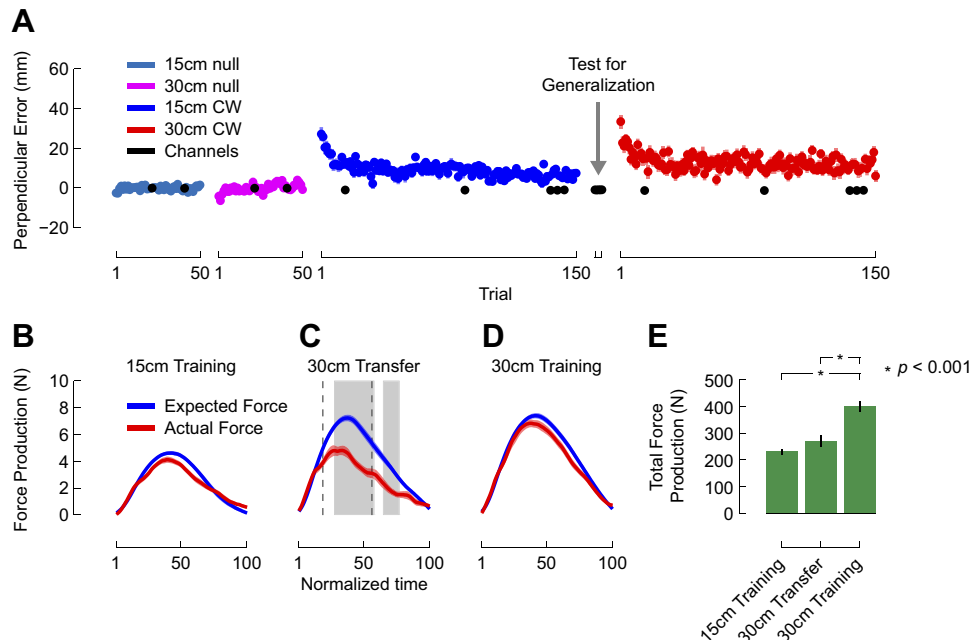 A
Perpendicular Error (mm)
60
40
20
0
−20
15cm null
30cm null
15cm CW
30cm CW
Channels
Test for
Generalization
1
50
1
50
1
150
1
150
Trial
B
15cm Training
Force Production (N)
10
8
6
4
2
0
Expected Force
Actual Force
1
50
100
C
30cm Transfer
1
50
100
Normalized time
D
30cm Training
1
50
100
E
* p < 0.001
*
*
Total Force
Production (N)
500
400
300
200
100
0
15cm Training
30cm Transfer
30cm Training